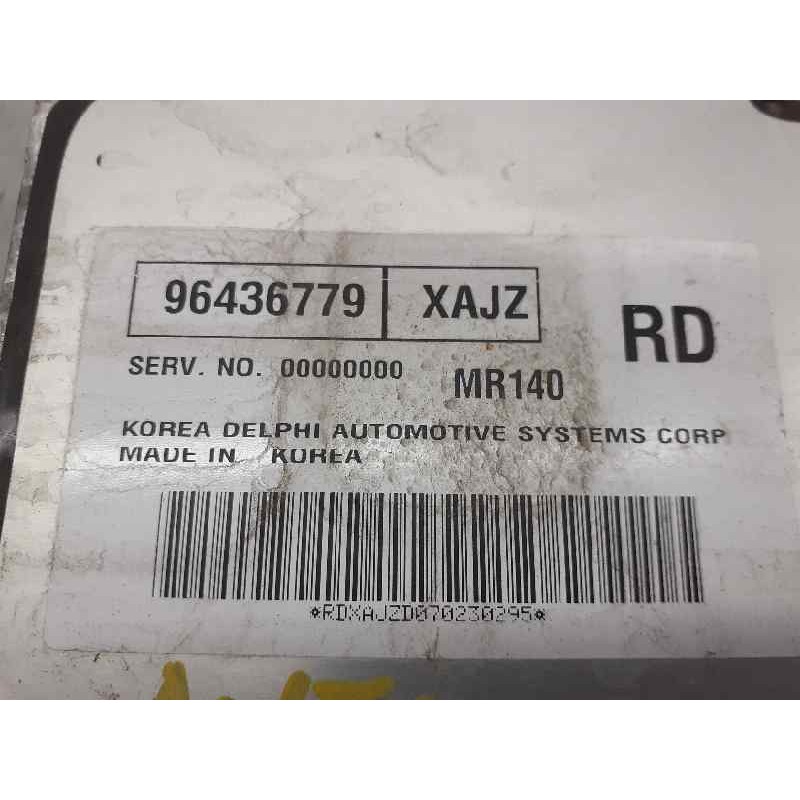 96436779 XAJZ RD
SERV. NO. 00000000 MR140
KOREA DELPHI AUTOMOTIVE SYSTEMS CORP
MADE IN KOREA
*RDXAJZD070230295*